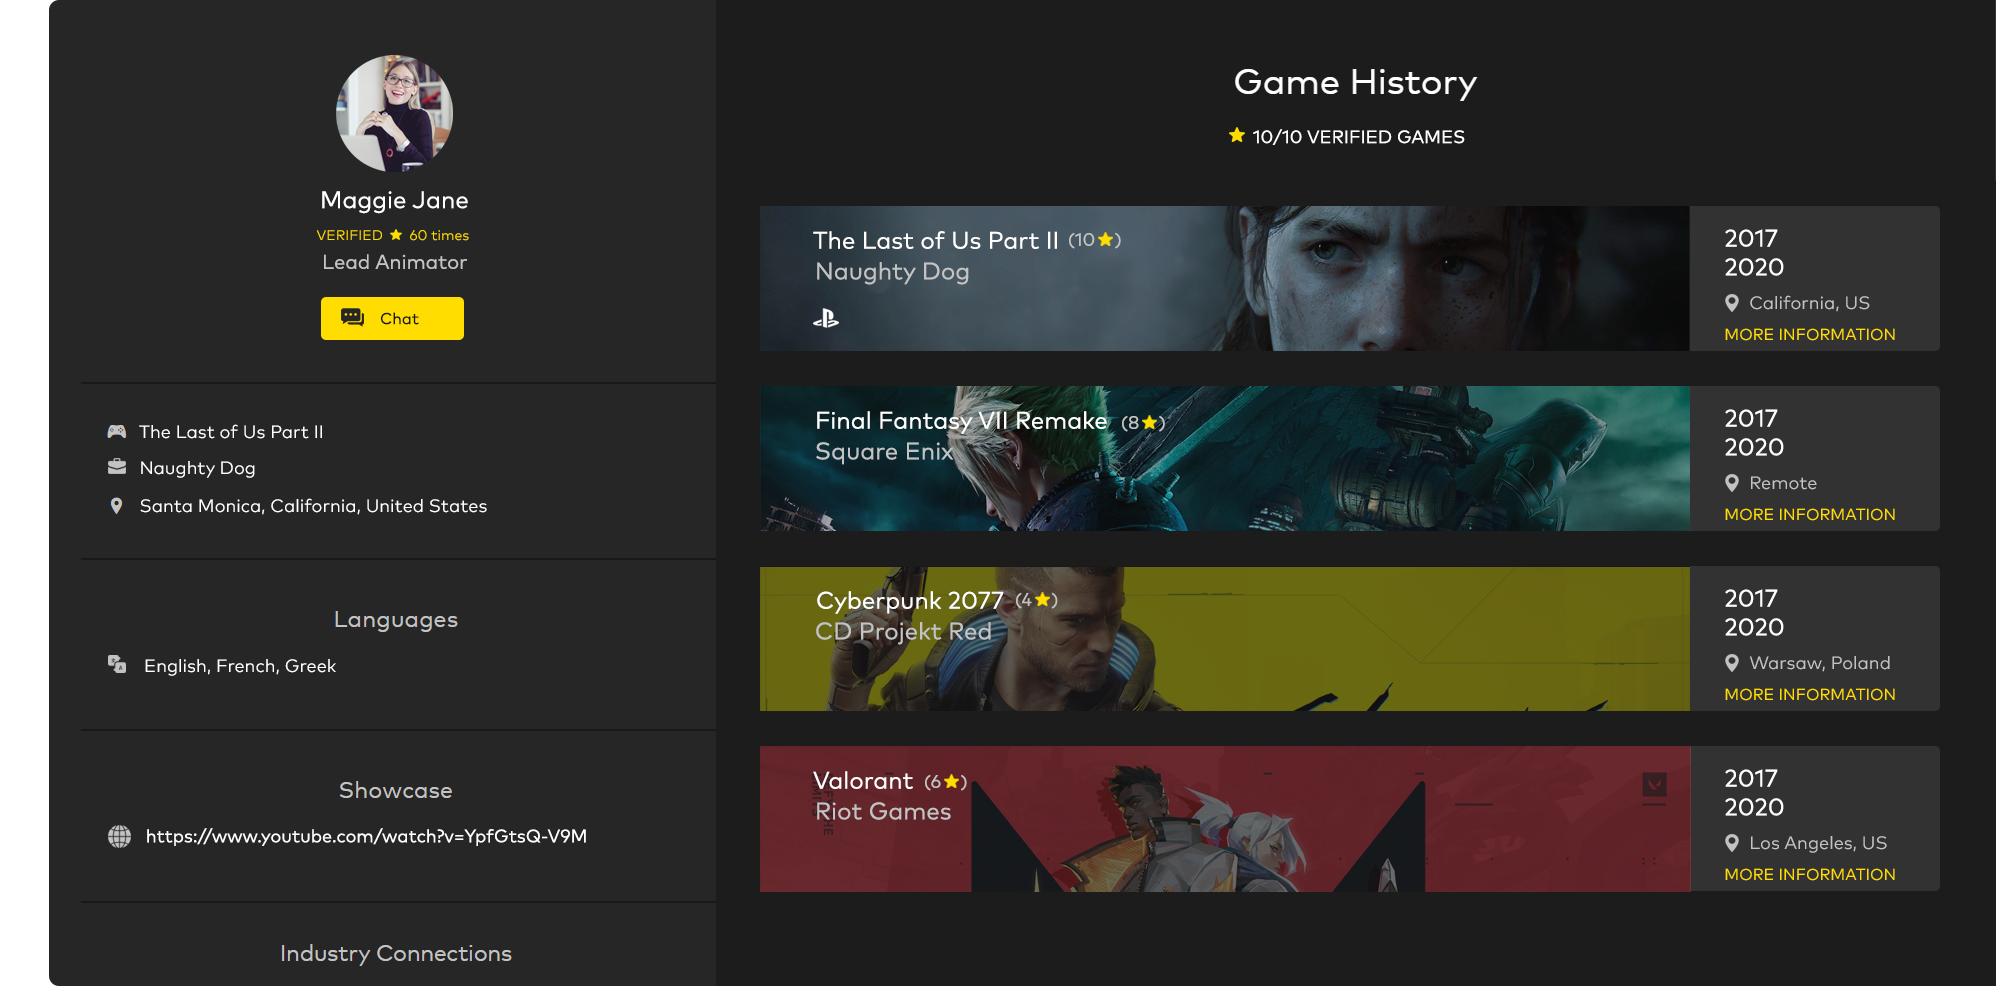 Maggie Jane
VERIFIED ★ 60 times
Lead Animator
Chat
The Last of Us Part II
Naughty Dog
Santa Monica, California, United States
Languages
English, French, Greek
Showcase
https://www.youtube.com/watch?v=YpfGtsQ-V9M
Industry Connections
Game History
★ 10/10 VERIFIED GAMES
The Last of Us Part II (10★)
Naughty Dog
2017
2020
California, US
MORE INFORMATION
Final Fantasy VII Remake (8★)
Square Enix
2017
2020
Remote
MORE INFORMATION
Cyberpunk 2077 (4★)
CD Projekt Red
2017
2020
Warsaw, Poland
MORE INFORMATION
Valorant (6★)
Riot Games
2017
2020
Los Angeles, US
MORE INFORMATION